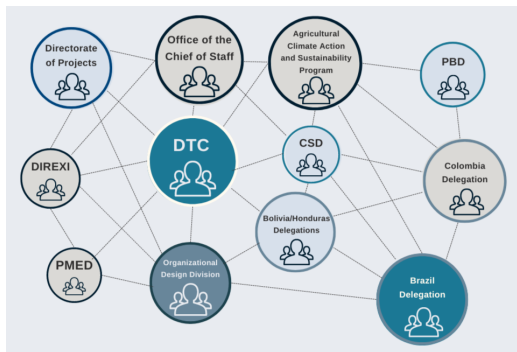 Directorate
of Projects
Office of the
Chief of Staff
Agricultural
Climate Action
and Sustainability
Program
PBD
DTC
CSD
DIREXI
Colombia
Delegation
Bolivia/Honduras
Delegations
PMED
Organizational
Design Division
Brazil
Delegation